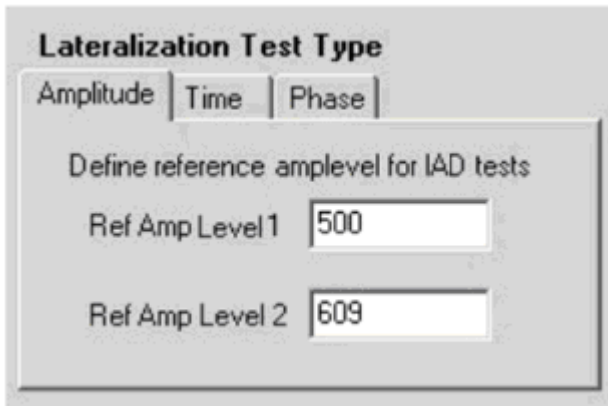 Lateralization Test Type
Amplitude Time Phase
Define reference amplevel for IAD tests
Ref Amp Level 1 500
Ref Amp Level 2 609